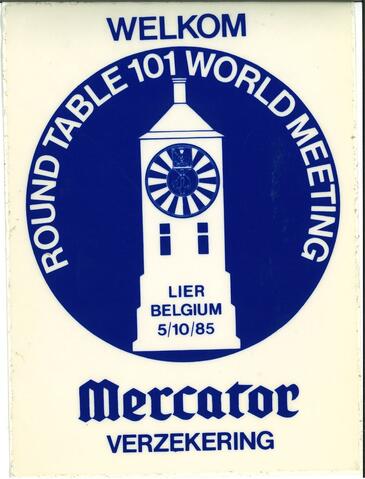 WELKOM
ROUND TABLE 101 WORLD MEETING
LIER
BELGIUM
5/10/85
Mercator
VERZEKERING